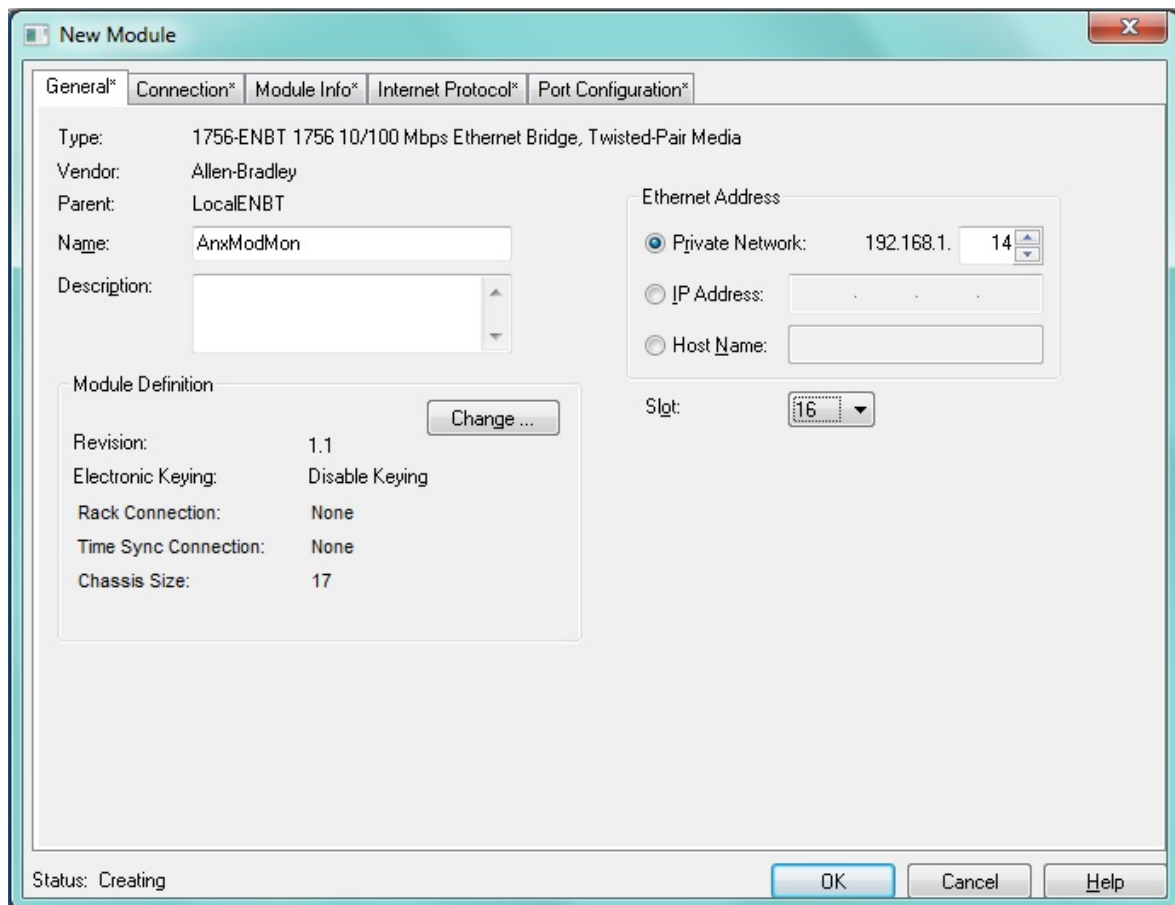 New Module
General* Connection* Module Info* Internet Protocol* Port Configuration*
Type: 1756-ENBT 1756 10/100 Mbps Ethernet Bridge, Twisted-Pair Media
Vendor: Allen-Bradley
Parent: LocalENBT
Name: AnxModMon
Description:
Ethernet Address
Private Network: 192.168.1. 14
IP Address: . . .
Host Name:
Slot: 16
Module Definition
Change ...
Revision: 1.1
Electronic Keying: Disable Keying
Rack Connection: None
Time Sync Connection: None
Chassis Size: 17
Status: Creating
OK Cancel Help